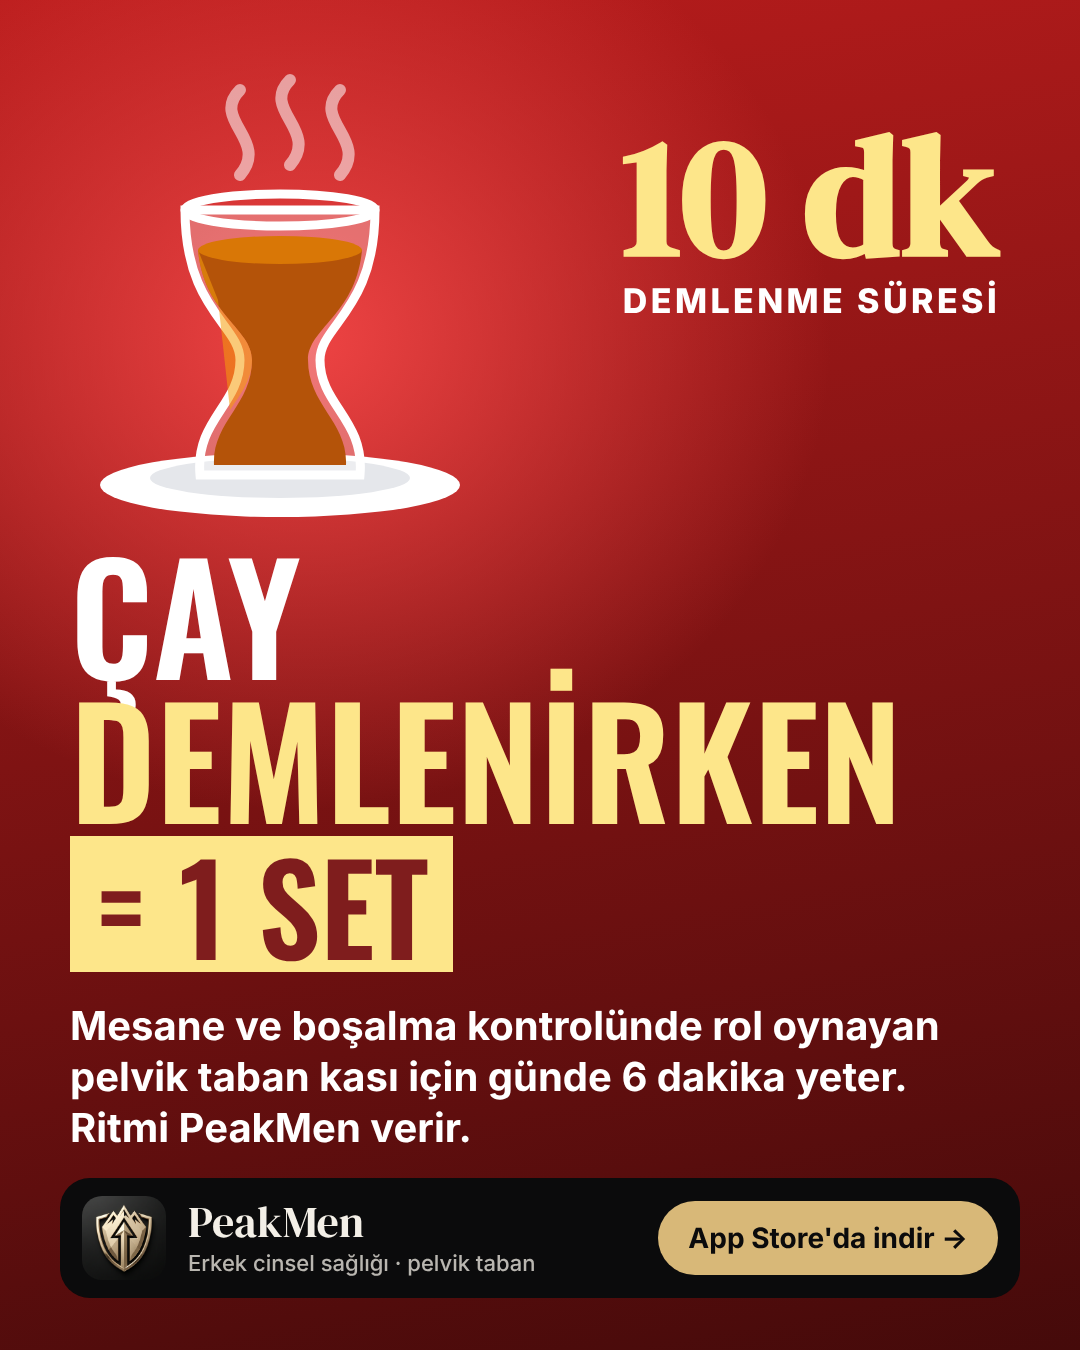 10 dk
DEMLENME SÜRESİ
ÇAY
DEMLENİRKEN
= 1 SET
Mesane ve boşalma kontrolünde rol oynayan
pelvik taban kası için günde 6 dakika yeter.
Ritmi PeakMen verir.
PeakMen
Erkek cinsel sağlığı · pelvik taban
App Store'da indir →